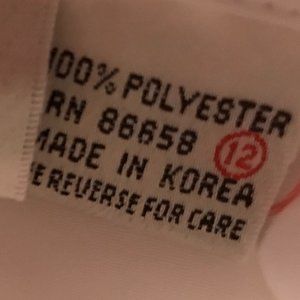 100% POLYESTER
RN 86658 12
MADE IN KOREA
REVERSE FOR CARE